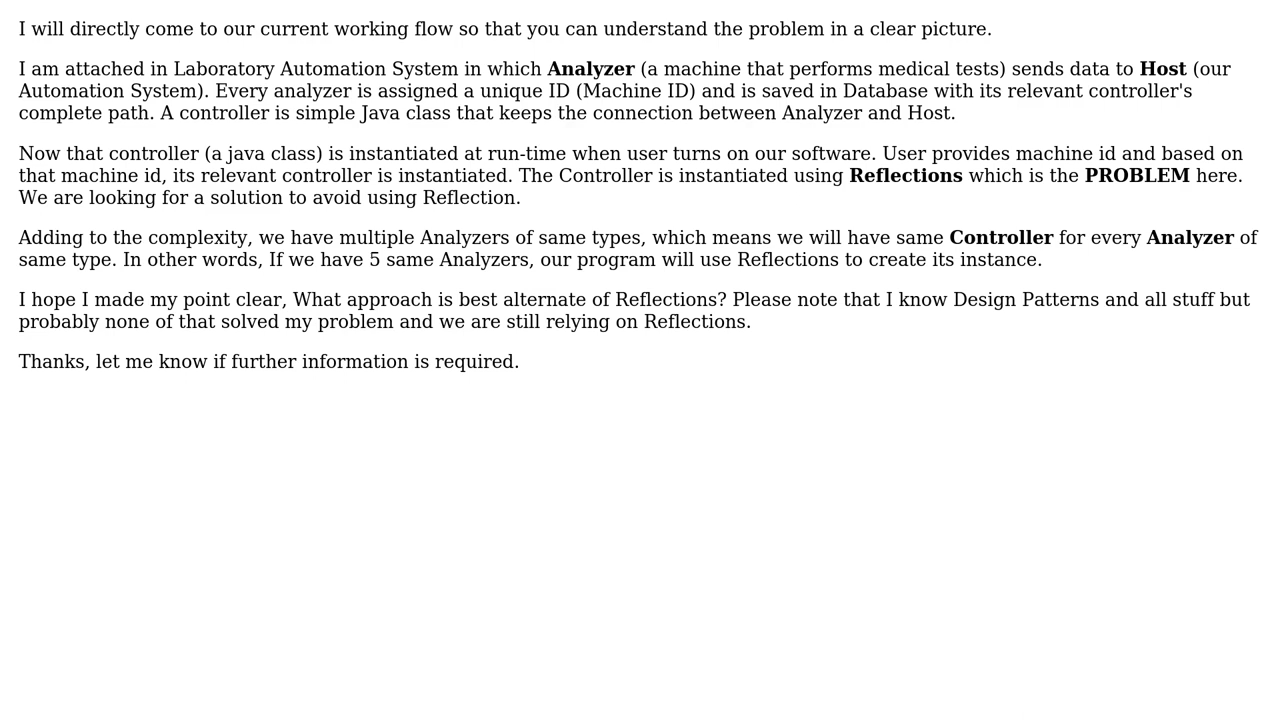 I will directly come to our current working flow so that you can understand the problem in a clear picture.
I am attached in Laboratory Automation System in which Analyzer (a machine that performs medical tests) sends data to Host (our
Automation System). Every analyzer is assigned a unique ID (Machine ID) and is saved in Database with its relevant controller's
complete path. A controller is simple Java class that keeps the connection between Analyzer and Host.
Now that controller (a java class) is instantiated at run-time when user turns on our software. User provides machine id and based on
that machine id, its relevant controller is instantiated. The Controller is instantiated using Reflections which is the PROBLEM here.
We are looking for a solution to avoid using Reflection.
Adding to the complexity, we have multiple Analyzers of same types, which means we will have same Controller for every Analyzer of
same type. In other words, If we have 5 same Analyzers, our program will use Reflections to create its instance.
I hope I made my point clear, What approach is best alternate of Reflections? Please note that I know Design Patterns and all stuff but
probably none of that solved my problem and we are still relying on Reflections.
Thanks, let me know if further information is required.